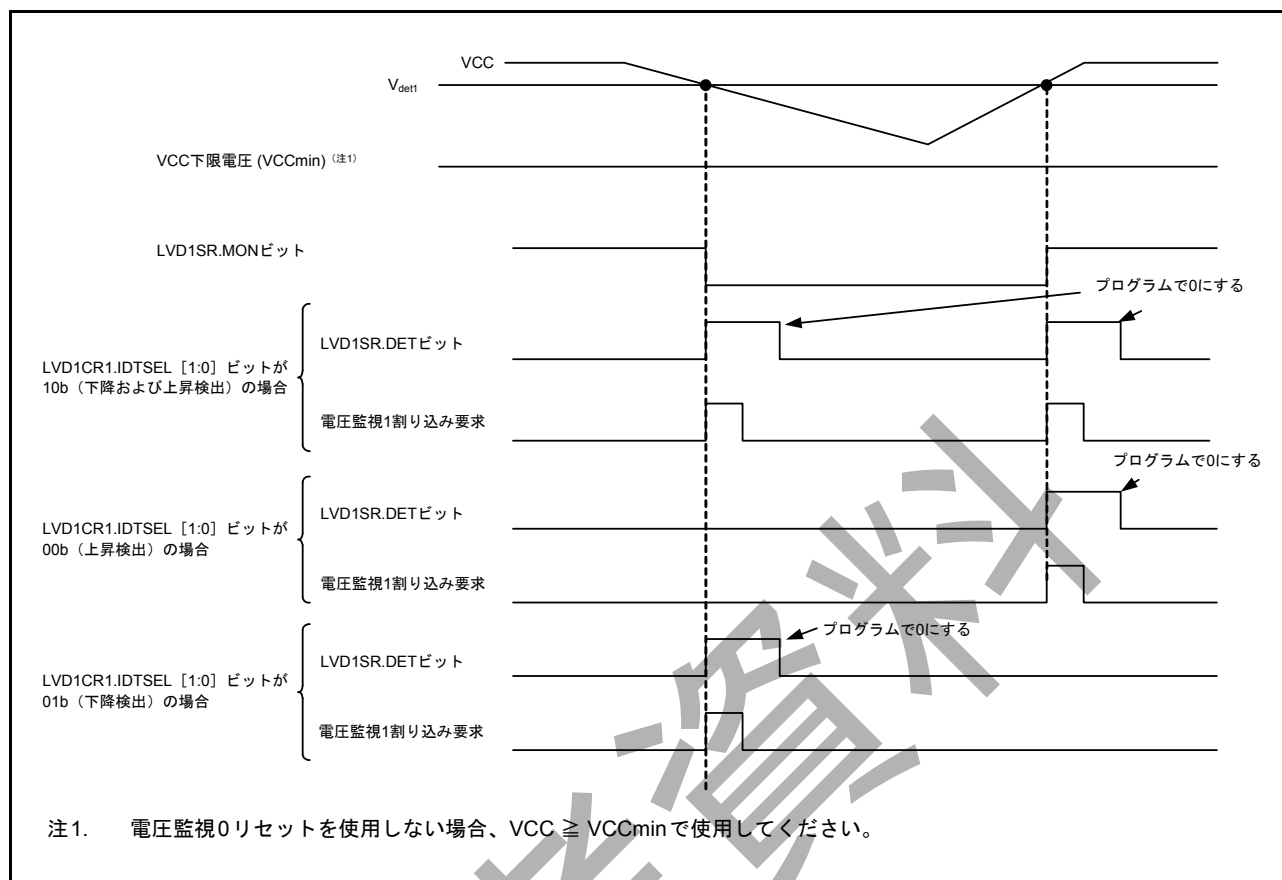 VCC
Vdet1
VCC下限電圧 (VCCmin)（注1）
LVD1SR.MONビット
プログラムで0にする
LVD1CR1.IDTSEL［1:0］ビットが
10b（下降および上昇検出）の場合
LVD1SR.DETビット
電圧監視1割り込み要求
プログラムで0にする
LVD1CR1.IDTSEL［1:0］ビットが
00b（上昇検出）の場合
LVD1SR.DETビット
電圧監視1割り込み要求
プログラムで0にする
LVD1CR1.IDTSEL［1:0］ビットが
01b（下降検出）の場合
LVD1SR.DETビット
電圧監視1割り込み要求
注1. 電圧監視0リセットを使用しない場合、VCC ≧ VCCminで使用してください。
資料